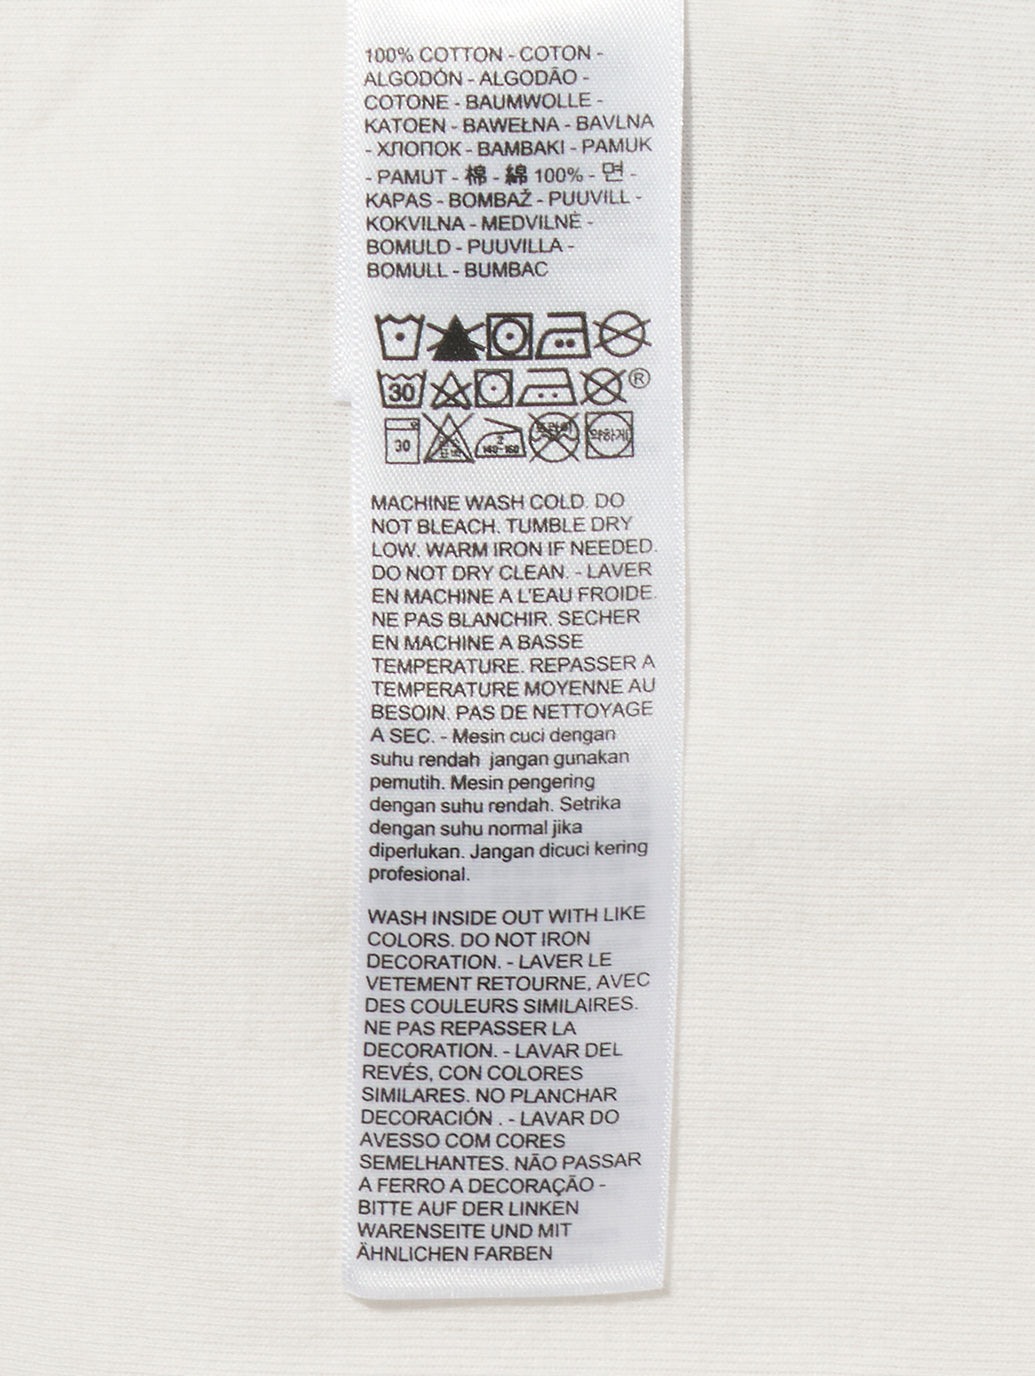 100% COTTON - COTON -
ALGODÓN - ALGODÃO -
COTONE - BAUMWOLLE -
KATOEN - BAWEŁNA - BAVLNA
- ХЛОПОК - BAMBAKI - PAMUK
- PAMUT - 棉 - 綿 100% - 면 -
KAPAS - BOMBAŽ - PUUVILL -
KOKVILNA - MEDVILNĖ -
BOMULD - PUUVILLA -
BOMULL - BUMBAC
30 ®
30 2 140-160 약하게
MACHINE WASH COLD. DO
NOT BLEACH. TUMBLE DRY
LOW. WARM IRON IF NEEDED.
DO NOT DRY CLEAN. - LAVER
EN MACHINE A L'EAU FROIDE.
NE PAS BLANCHIR. SECHER
EN MACHINE A BASSE
TEMPERATURE. REPASSER A
TEMPERATURE MOYENNE AU
BESOIN. PAS DE NETTOYAGE
A SEC. - Mesin cuci dengan
suhu rendah jangan gunakan
pemutih. Mesin pengering
dengan suhu rendah. Setrika
dengan suhu normal jika
diperlukan. Jangan dicuci kering
profesional.
WASH INSIDE OUT WITH LIKE
COLORS. DO NOT IRON
DECORATION. - LAVER LE
VETEMENT RETOURNE, AVEC
DES COULEURS SIMILAIRES.
NE PAS REPASSER LA
DECORATION. - LAVAR DEL
REVÉS, CON COLORES
SIMILARES. NO PLANCHAR
DECORACIÓN . - LAVAR DO
AVESSO COM CORES
SEMELHANTES. NÃO PASSAR
A FERRO A DECORAÇÃO -
BITTE AUF DER LINKEN
WARENSEITE UND MIT
ÄHNLICHEN FARBEN